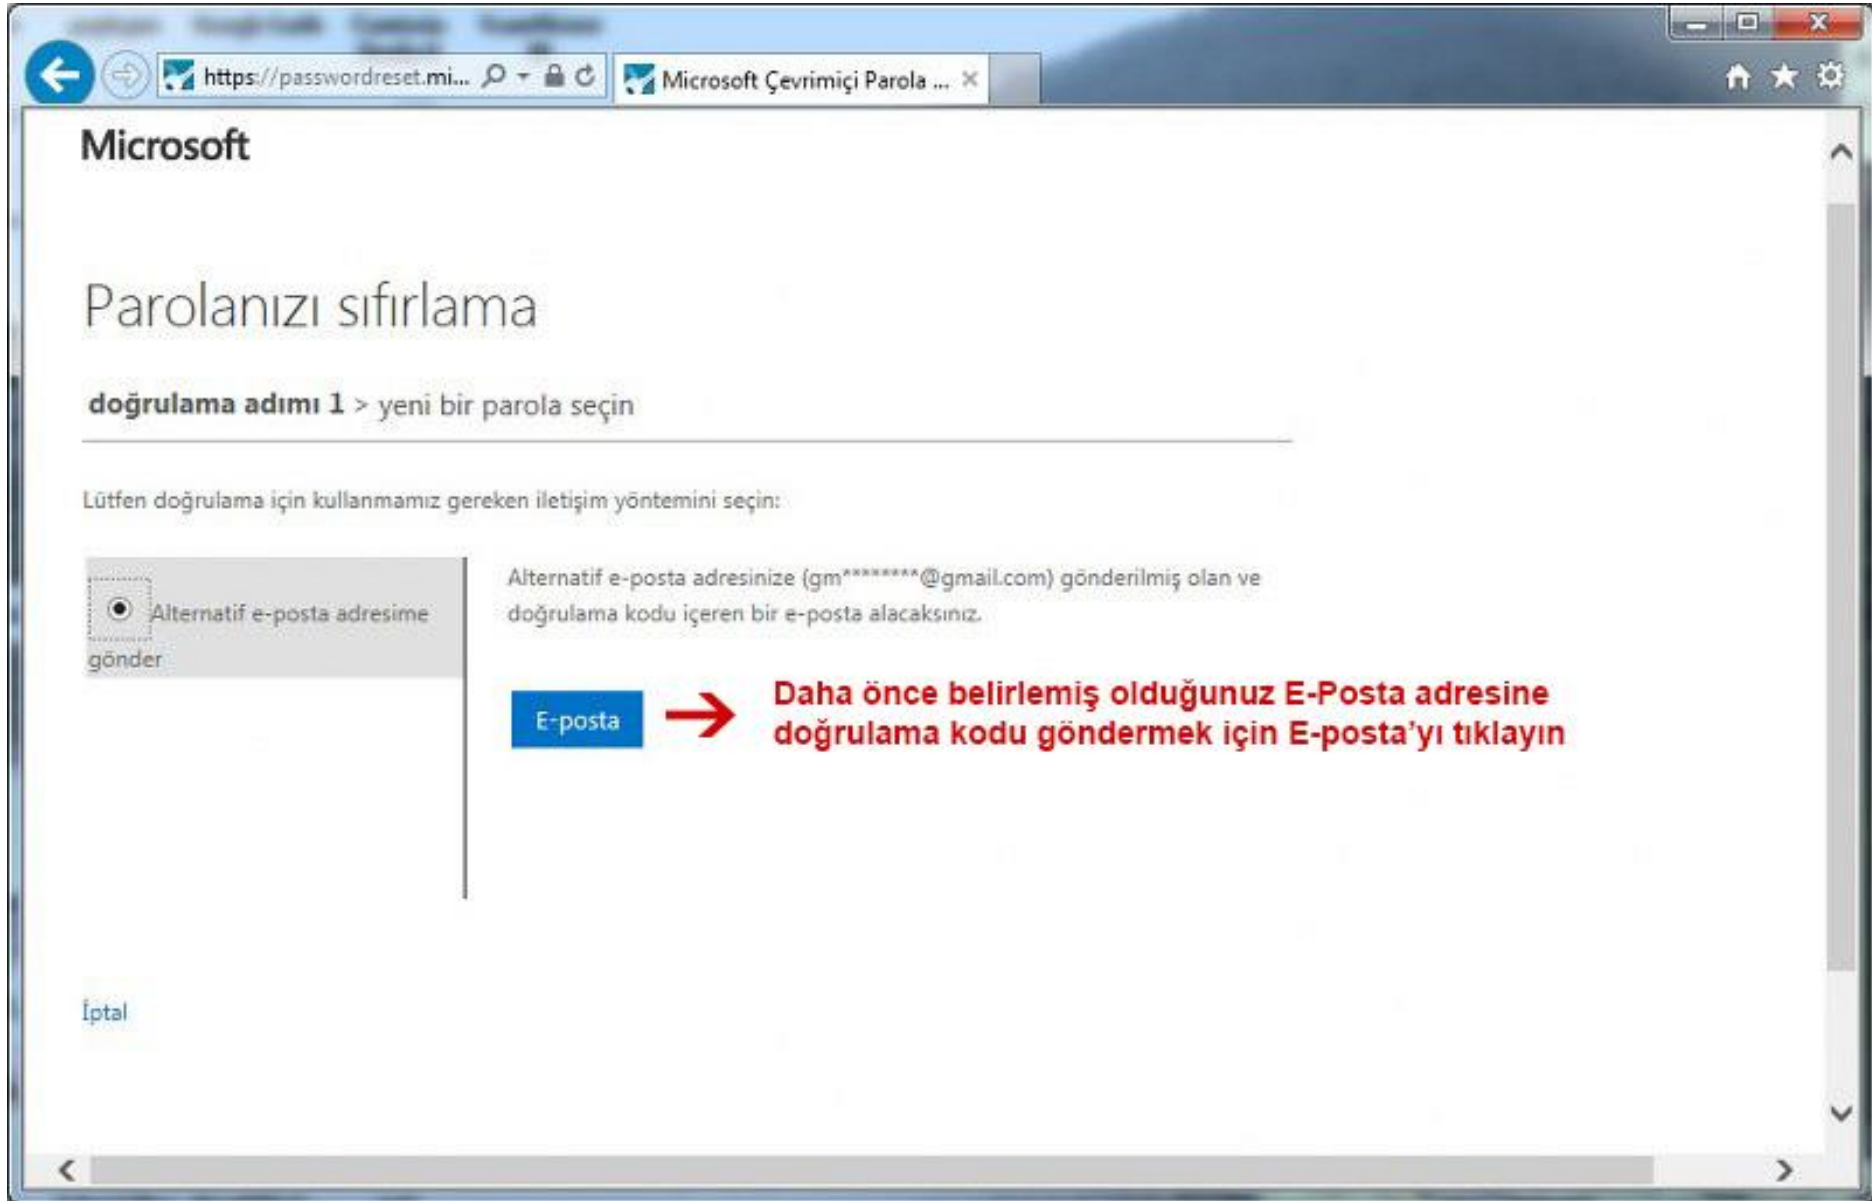 https://passwordreset.mi...
Microsoft Çevrimiçi Parola ...
Microsoft
Parolanızı sıfırlama
doğrulama adımı 1 > yeni bir parola seçin
Lütfen doğrulama için kullanmamız gereken iletişim yöntemini seçin:
Alternatif e-posta adresime
gönder
Alternatif e-posta adresinize (gm********@gmail.com) gönderilmiş olan ve
doğrulama kodu içeren bir e-posta alacaksınız.
E-posta
Daha önce belirlemiş olduğunuz E-Posta adresine
doğrulama kodu göndermek için E-posta’yı tıklayın
İptal